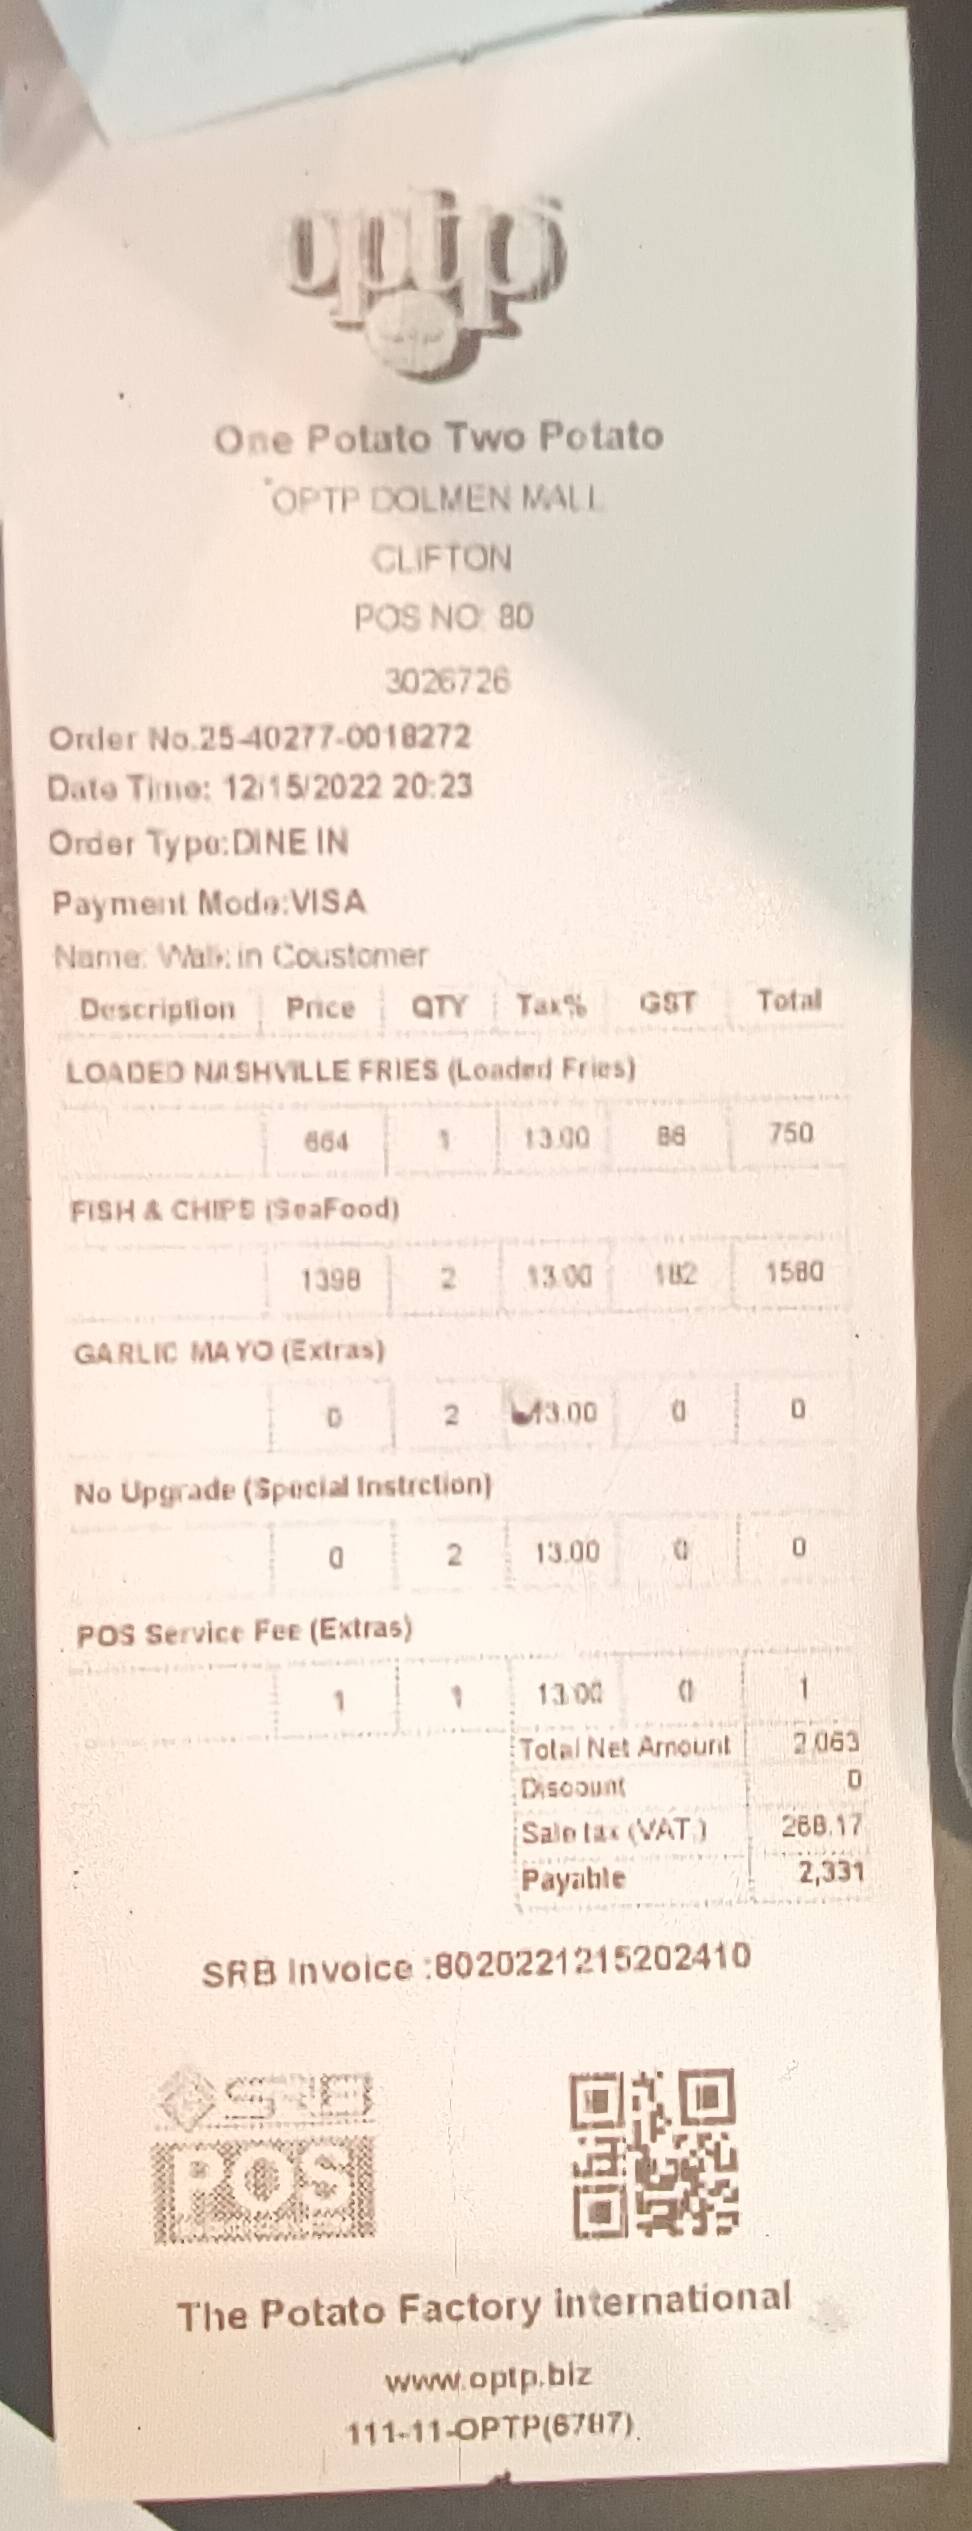 optp
One Potato Two Potato
OPTP DOLMEN MALL
CLIFTON
POS NO: 80
3026726
Order No.25-40277-0018272
Date Time: 12/15/2022 20:23
Order Type:DINE IN
Payment Mode:VISA
Name: Walk in Coustomer
Description Price QTY Tax% GST Total
LOADED NASHVILLE FRIES (Loaded Fries)
664 1 13.00 86 750
FISH & CHIPS (SeaFood)
1398 2 13.00 182 1580
GARLIC MAYO (Extras)
0 2 13.00 0 0
No Upgrade (Special Instrction)
0 2 13.00 0 0
POS Service Fee (Extras)
1 1 13.00 0 1
Total Net Amount 2,063
Discount 0
Sale tax (VAT.) 268.17
Payable 2,331
SRB Invoice :8020221215202410
SRB
POS
The Potato Factory international
www.optp.biz
111-11-OPTP(6787).